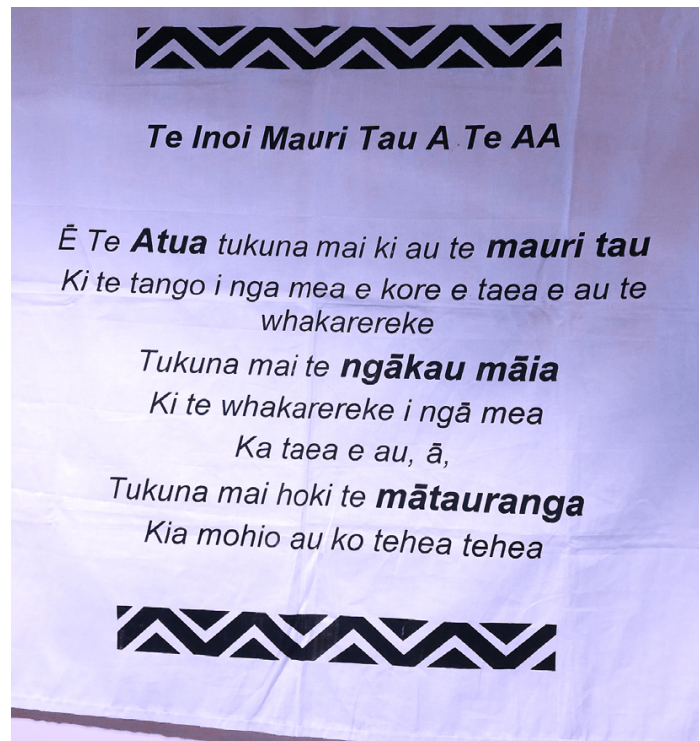 Te Inoi Mauri Tau A Te AA
Ē Te Atua tukuna mai ki au te mauri tau
Ki te tango i nga mea e kore e taea e au te
whakarereke
Tukuna mai te ngākau māia
Ki te whakarereke i ngā mea
Ka taea e au, ā,
Tukuna mai hoki te mātauranga
Kia mohio au ko tehea tehea